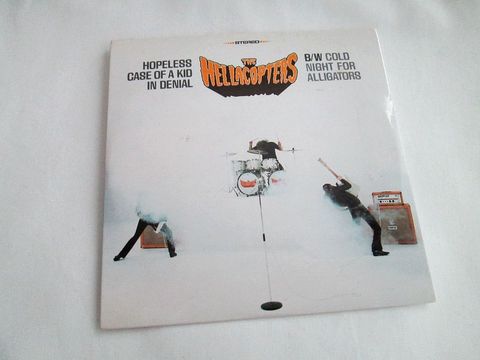 STEREO
HOPELESS
CASE OF A KID
IN DENIAL
THE
HELLACOPTERS
B/W COLD
NIGHT FOR
ALLIGATORS